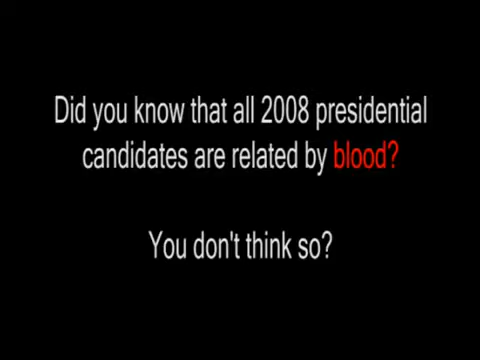 Did you know that all 2008 presidential
candidates are related by blood?
You don't think so?